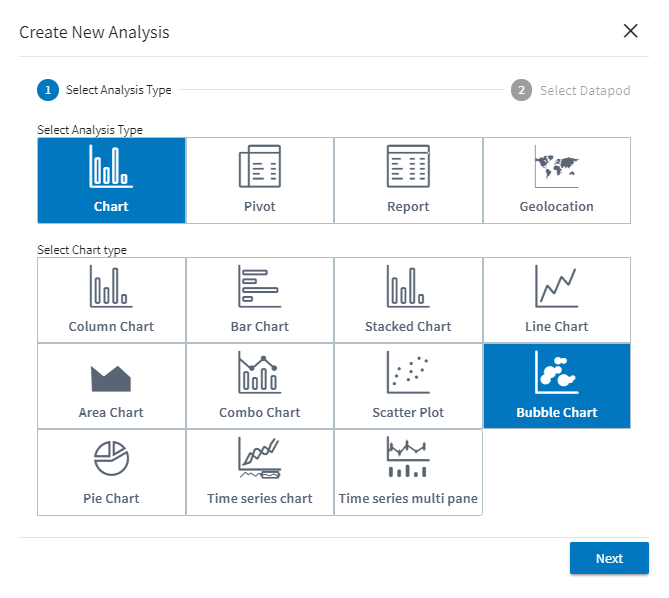 Create New Analysis
1 Select Analysis Type 2 Select Datapod
Select Analysis Type
Chart Pivot Report Geolocation
Select Chart type
Column Chart Bar Chart Stacked Chart Line Chart
Area Chart Combo Chart Scatter Plot Bubble Chart
Pie Chart Time series chart Time series multi pane
Next